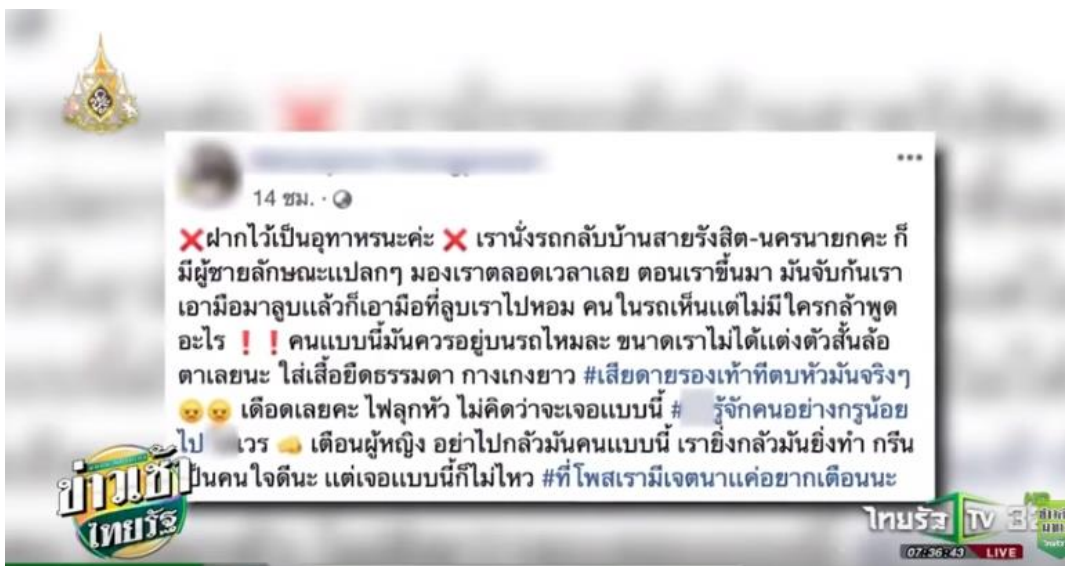 14 ชม. ·
❌ฝากไว้เป็นอุทาหรนะค่ะ ❌ เรานั่งรถกลับบ้านสายรังสิต-นครนายกคะ ก็
มีผู้ชายลักษณะแปลกๆ มองเราตลอดเวลาเลย ตอนเราขึ้นมา มันจับก้นเรา
เอามือมาลูบแล้วก็เอามือที่ลูบเราไปหอม คนในรถเห็นแต่ไม่มีใครกล้าพูด
อะไร ❗❗คนแบบนี้มันควรอยู่บนรถไหมละ ขนาดเราไม่ได้แต่งตัวสั้นล้อ
ตาเลยนะ ใส่เสื้อยืดธรรมดา กางเกงยาว #เสียดายรองเท้าทีตบหัวมันจริงๆ
😠😠 เดือดเลยคะ ไฟลุกหัว ไม่คิดว่าจะเจอแบบนี้ # รู้จักคนอย่างกรูน้อย
ไป เวร 👊 เตือนผู้หญิง อย่าไปกลัวมันคนแบบนี้ เรายิ่งกลัวมันยิ่งทำ กรีน
เป็นคนใจดีนะ แต่เจอแบบนี้ก็ไม่ไหว #ที่โพสเรามีเจตนาแค่อยากเตือนนะ
ข่าวเช้า
ไทยรัฐ
ไทยรัฐ TV 32
07:36:43 LIVE